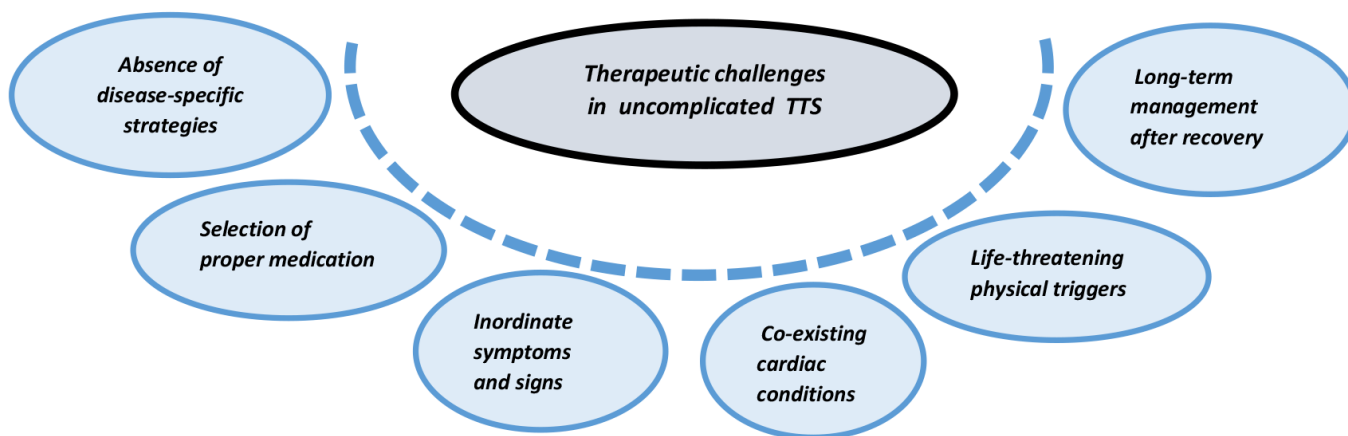 Therapeutic challenges
in uncomplicated TTS
Absence of
disease-specific
strategies
Selection of
proper medication
Inordinate
symptoms
and signs
Co-existing
cardiac
conditions
Life-threatening
physical triggers
Long-term
management
after recovery